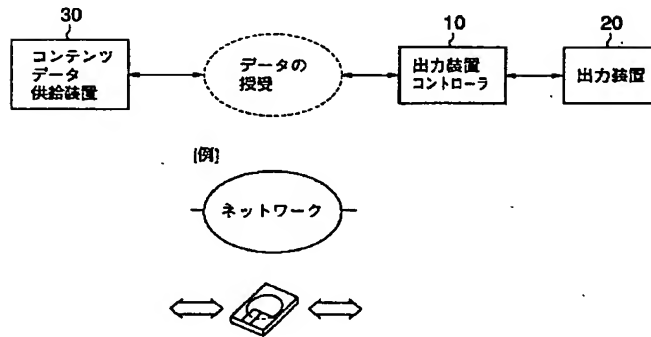 30
コンテンツ
データ
供給装置
データの
授受
10
出力装置
コントローラ
20
出力装置
[例]
ネットワーク